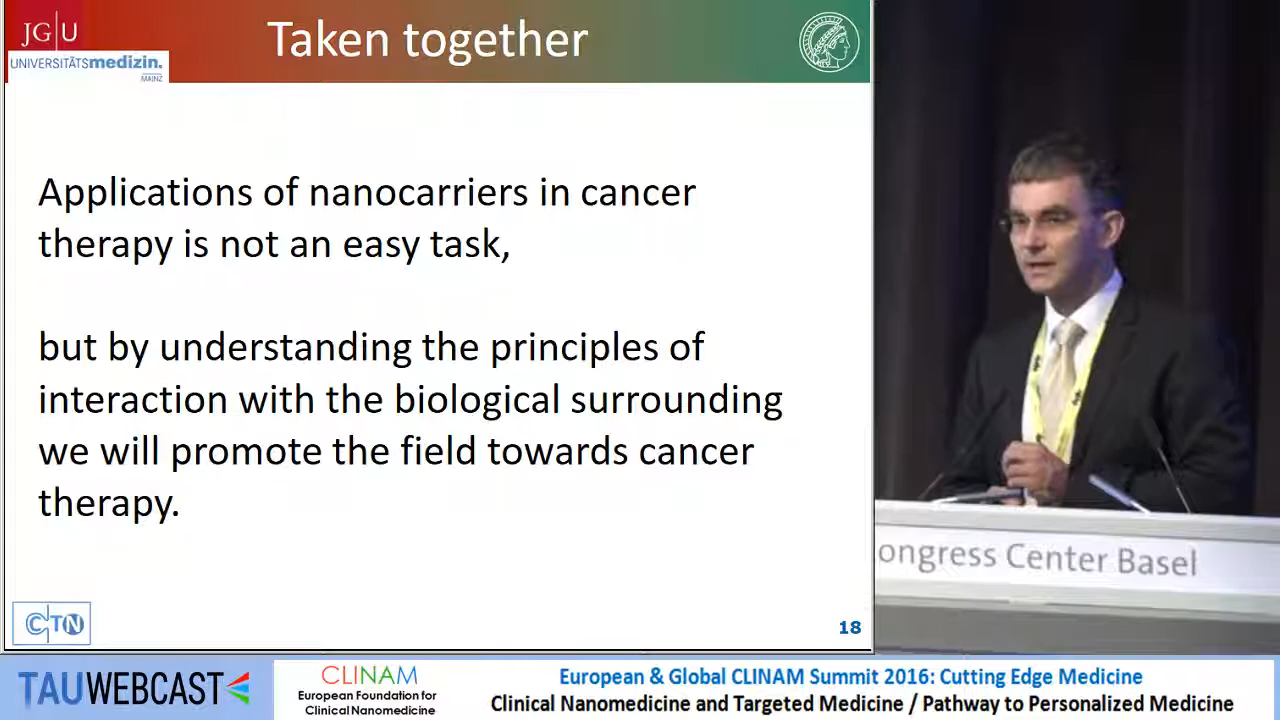 JG|U
UNIVERSITÄTSmedizin.
MAINZ
Taken together
Applications of nanocarriers in cancer
therapy is not an easy task,
but by understanding the principles of
interaction with the biological surrounding
we will promote the field towards cancer
therapy.
CTN
18
ongress Center Basel
TAUWEBCAST
CLINAM
European Foundation for
Clinical Nanomedicine
European & Global CLINAM Summit 2016: Cutting Edge Medicine
Clinical Nanomedicine and Targeted Medicine / Pathway to Personalized Medicine